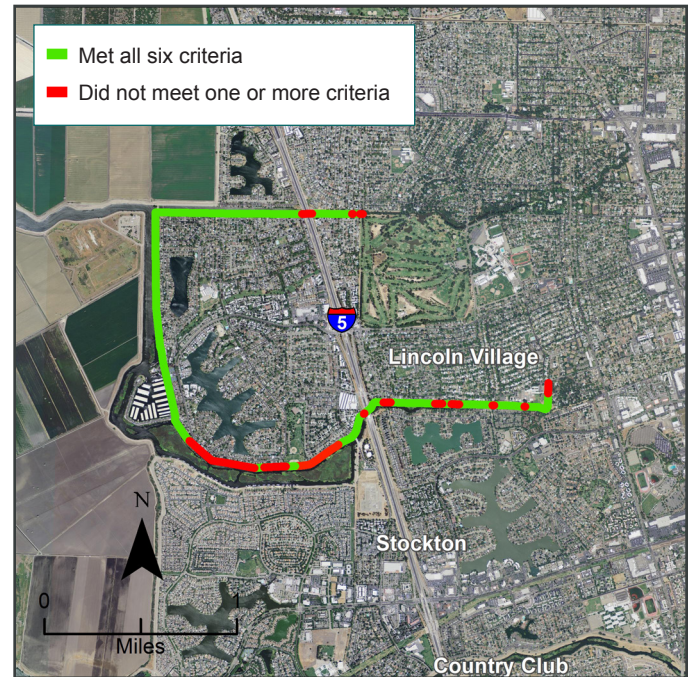 Met all six criteria
Did not meet one or more criteria
5
Lincoln Village
N
Stockton
0 1
Miles
Country Club